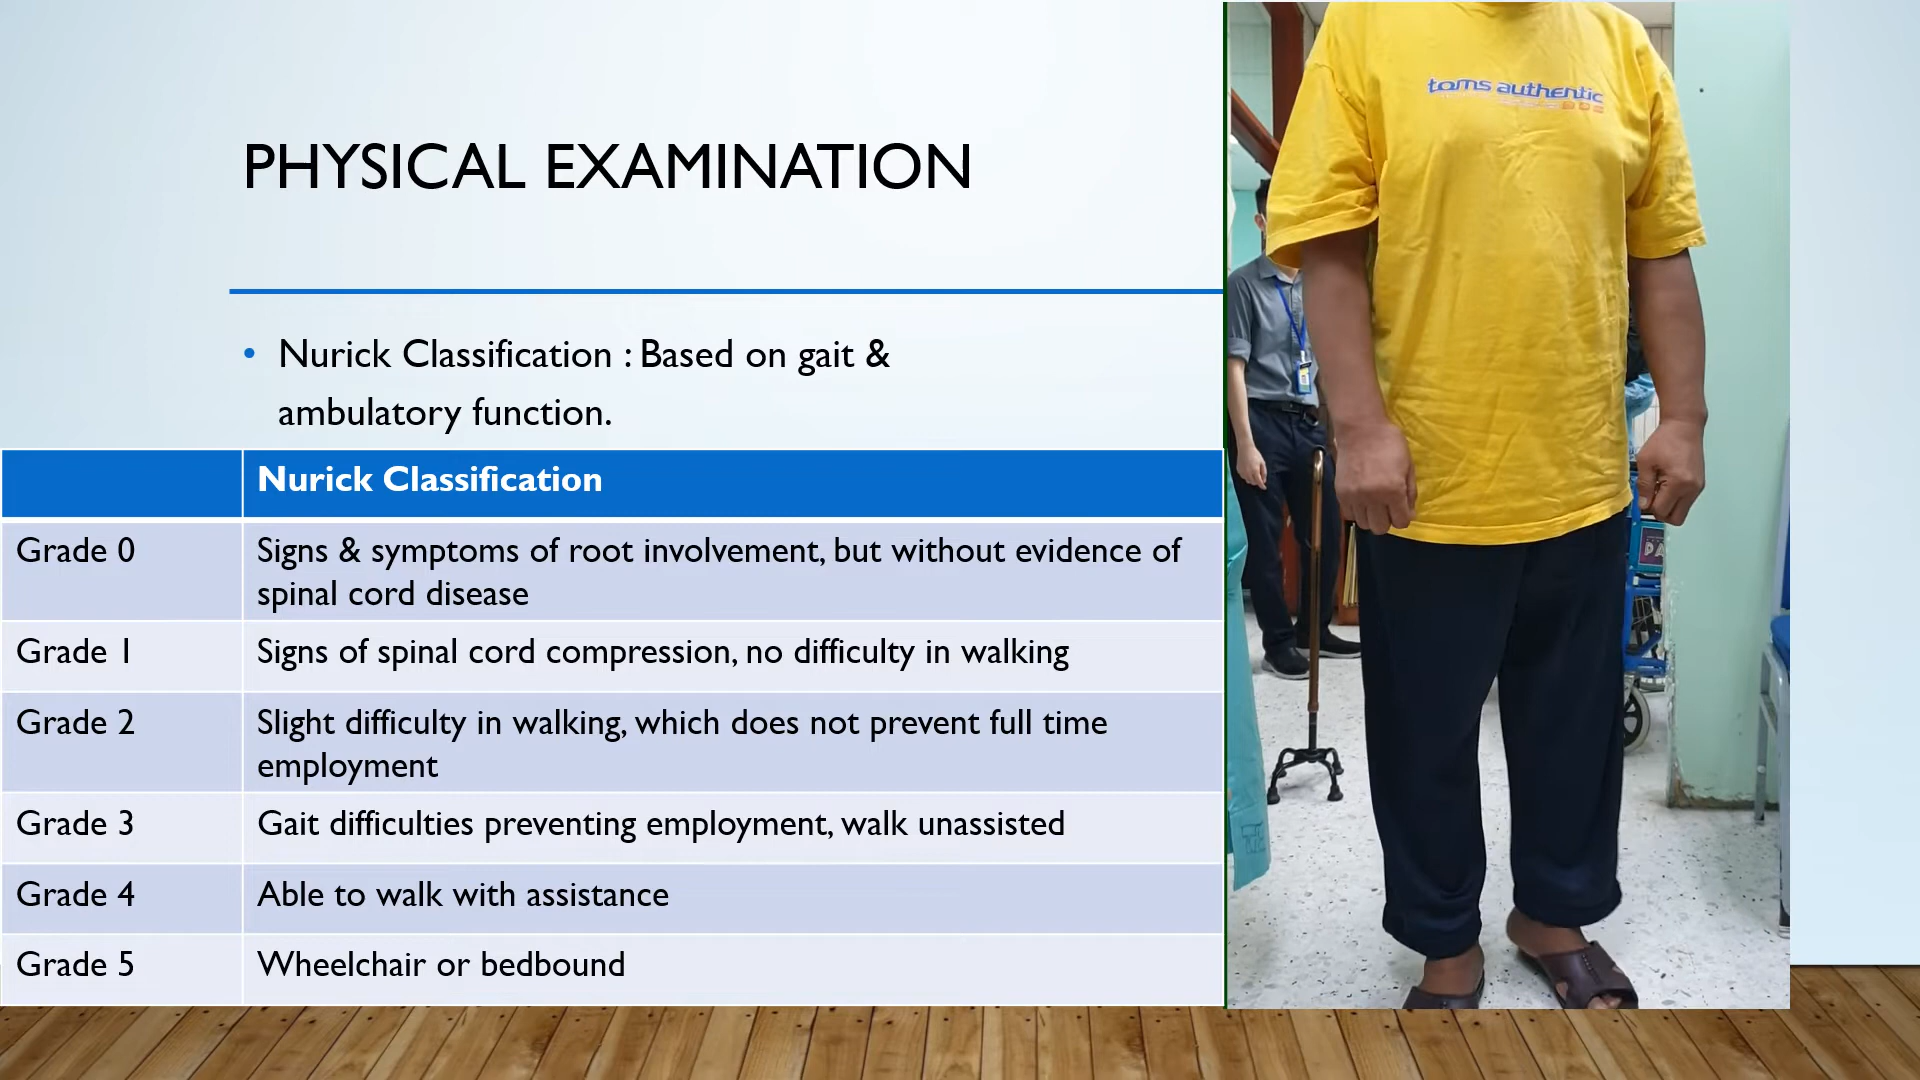 PHYSICAL EXAMINATION
• Nurick Classification : Based on gait &
ambulatory function.
Nurick Classification
Grade 0
Signs & symptoms of root involvement, but without evidence of
spinal cord disease
Grade 1
Signs of spinal cord compression, no difficulty in walking
Grade 2
Slight difficulty in walking, which does not prevent full time
employment
Grade 3
Gait difficulties preventing employment, walk unassisted
Grade 4
Able to walk with assistance
Grade 5
Wheelchair or bedbound
toms authentic
PA